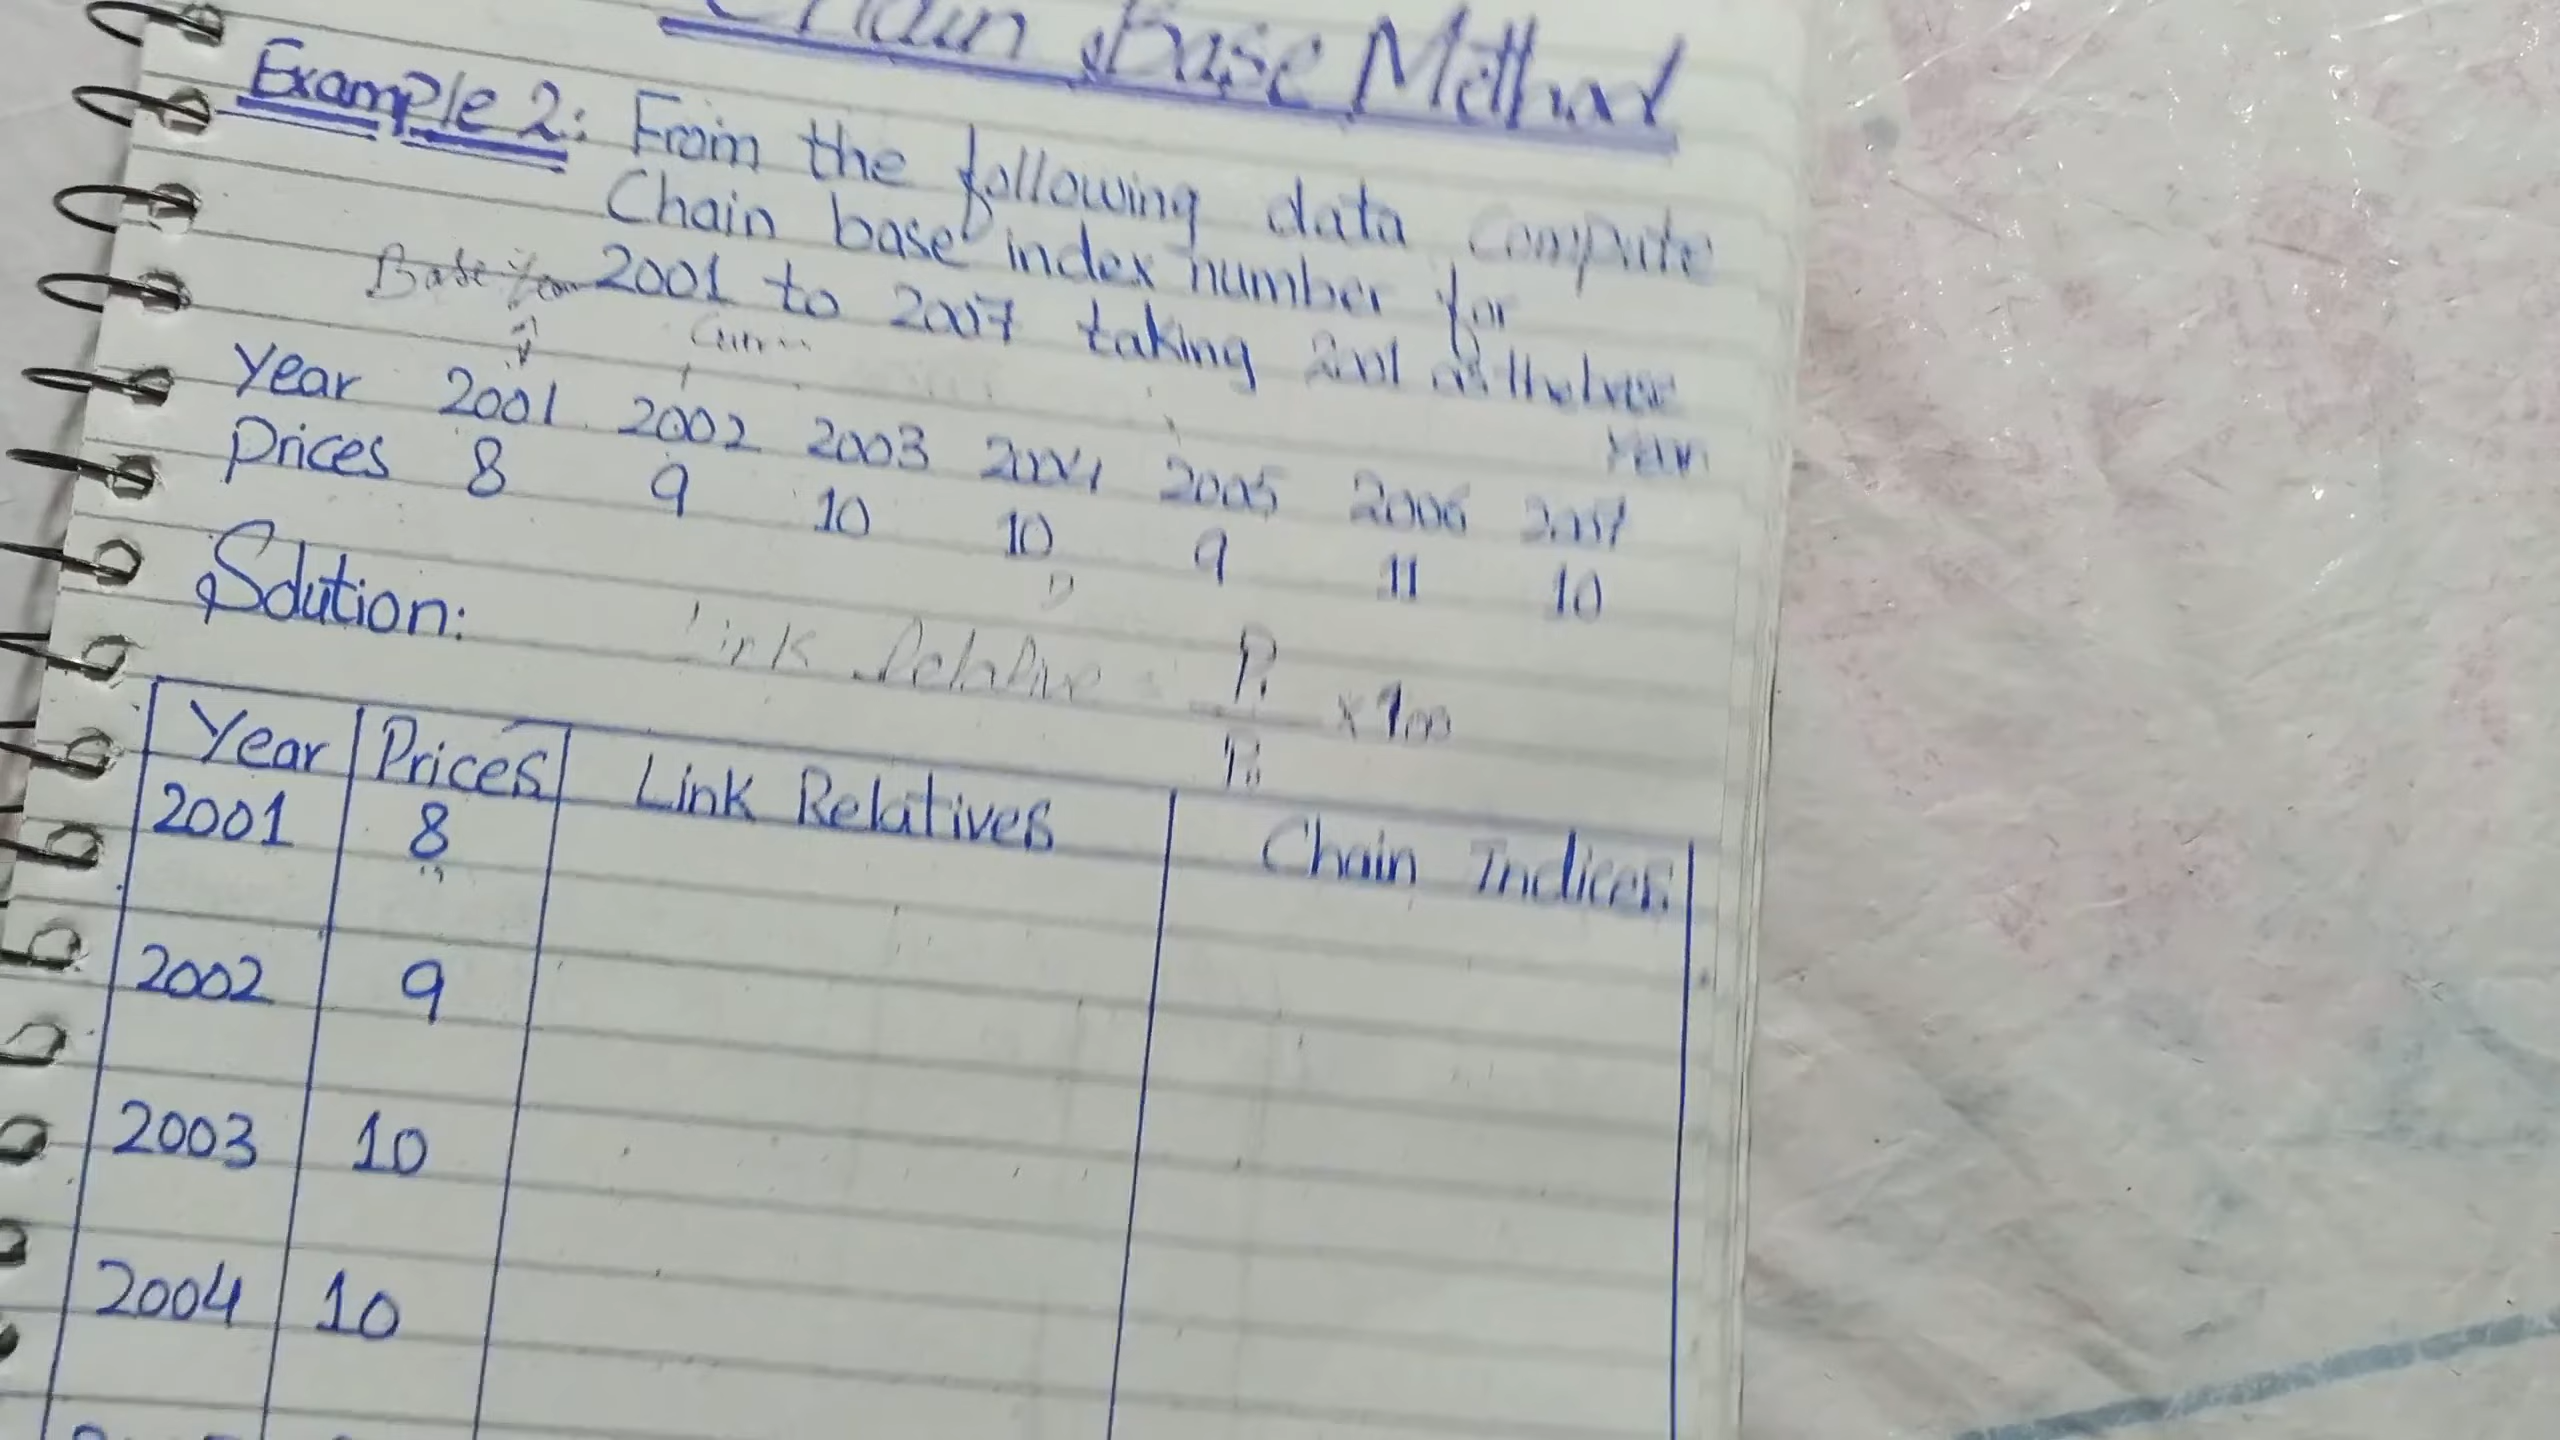 Chain Base Method
Example 2: From the following data compute
Chain base index number for
Base Year 2001 to 2007 taking 2001 as the base
year
Year 2001 2002 2003 2004 2005 2006 2007
Prices 8 9 10 10 9 11 10
Solution:
Link Relative = P₁ × 100
Year Prices Link Relatives Chain Indices
2001 8
2002 9
2003 10
2004 10